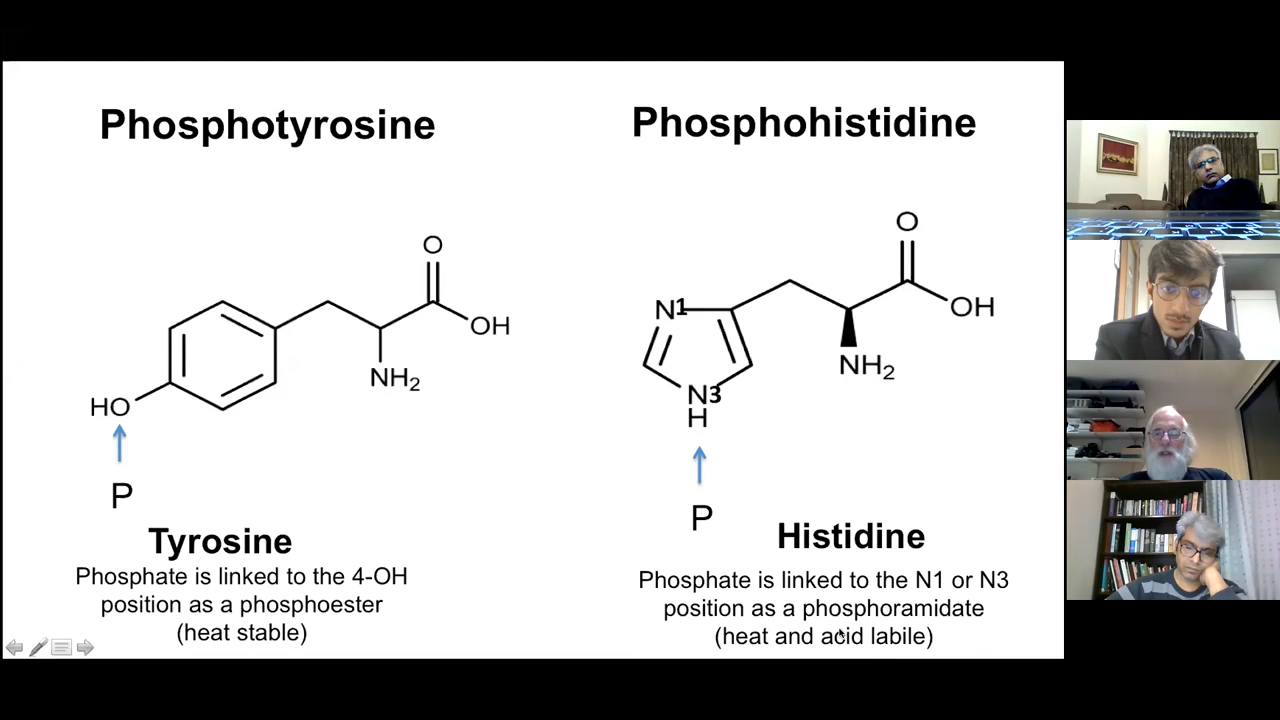 Phosphotyrosine
O
OH
NH2
HO
P
Tyrosine
Phosphate is linked to the 4-OH
position as a phosphoester
(heat stable)
Phosphohistidine
O
N1
OH
NH2
N3
H
P
Histidine
Phosphate is linked to the N1 or N3
position as a phosphoramidate
(heat and acid labile)